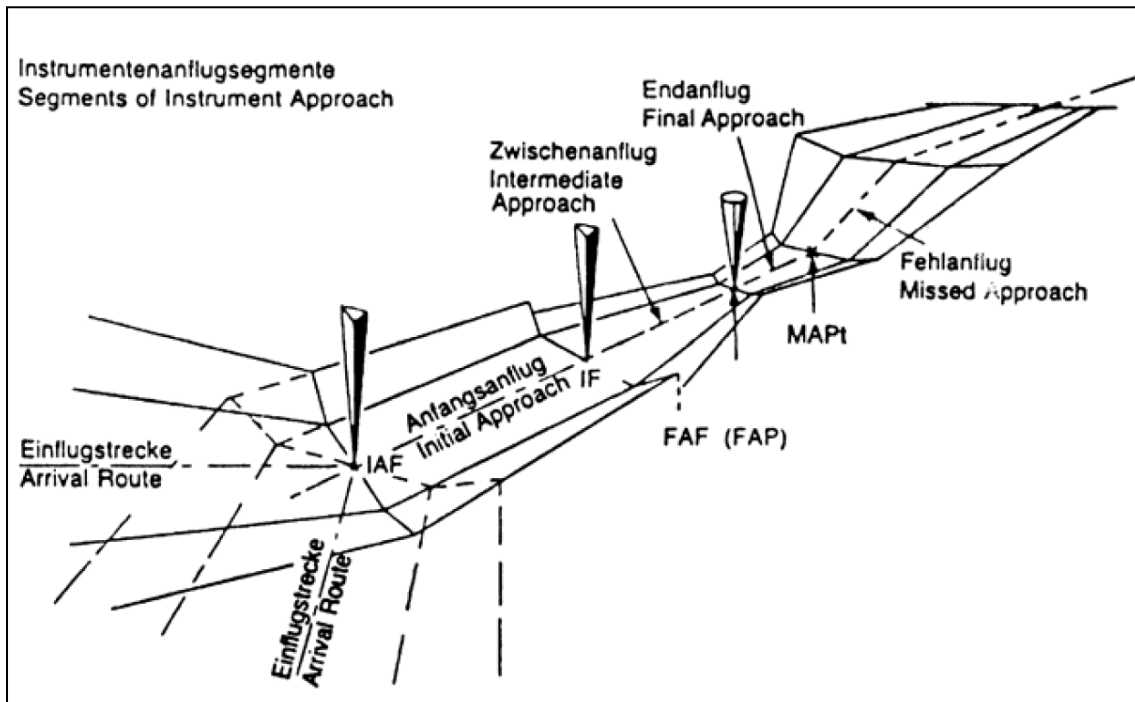 Instrumentenanflugsegmente
Segments of Instrument Approach
Endanflug
Final Approach
Zwischenanflug
Intermediate
Approach
Fehlanflug
Missed Approach
MAPt
IF
Anfangsanflug
Initial Approach
FAF (FAP)
Einflugstrecke
Arrival Route
IAF
Einflugstrecke
Arrival Route